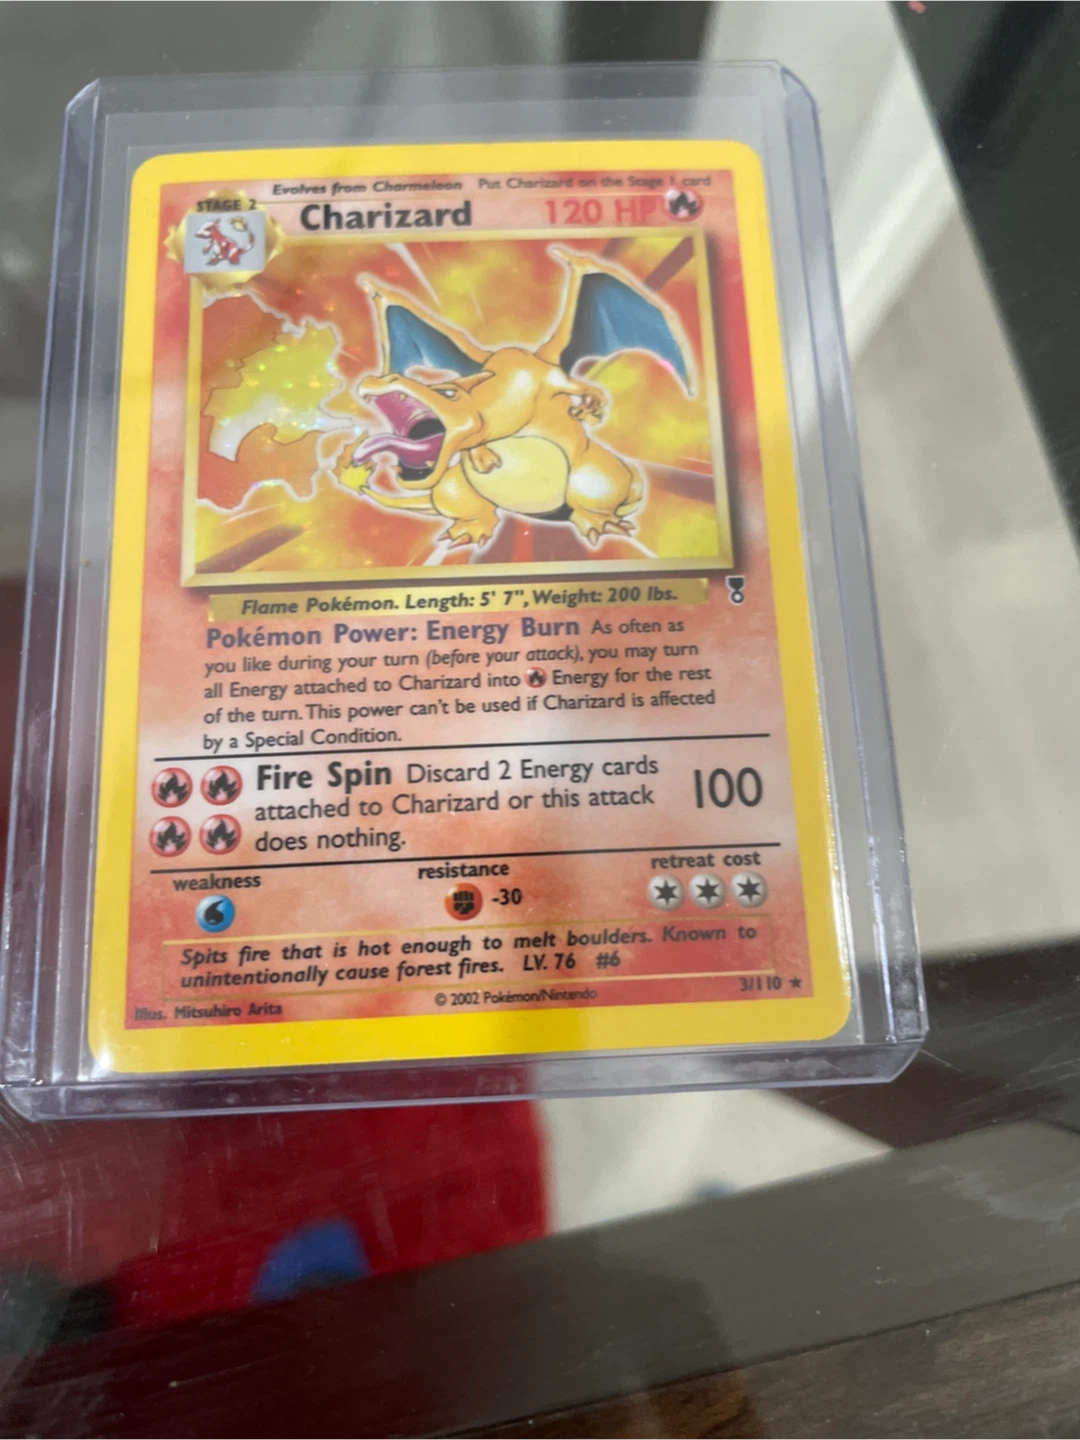 Evolves from Charmeleon Put Charizard on the Stage 1 card
STAGE 2
Charizard 120 HP
Flame Pokémon. Length: 5' 7", Weight: 200 lbs.
Pokémon Power: Energy Burn As often as
you like during your turn (before your attack), you may turn
all Energy attached to Charizard into Energy for the rest
of the turn. This power can't be used if Charizard is affected
by a Special Condition.
Fire Spin Discard 2 Energy cards
attached to Charizard or this attack
does nothing.
100
weakness
resistance
retreat cost
-30
Spits fire that is hot enough to melt boulders. Known to
unintentionally cause forest fires. LV. 76 #6
Illus. Mitsuhiro Arita
© 2002 Pokémon/Nintendo
3/110 ★